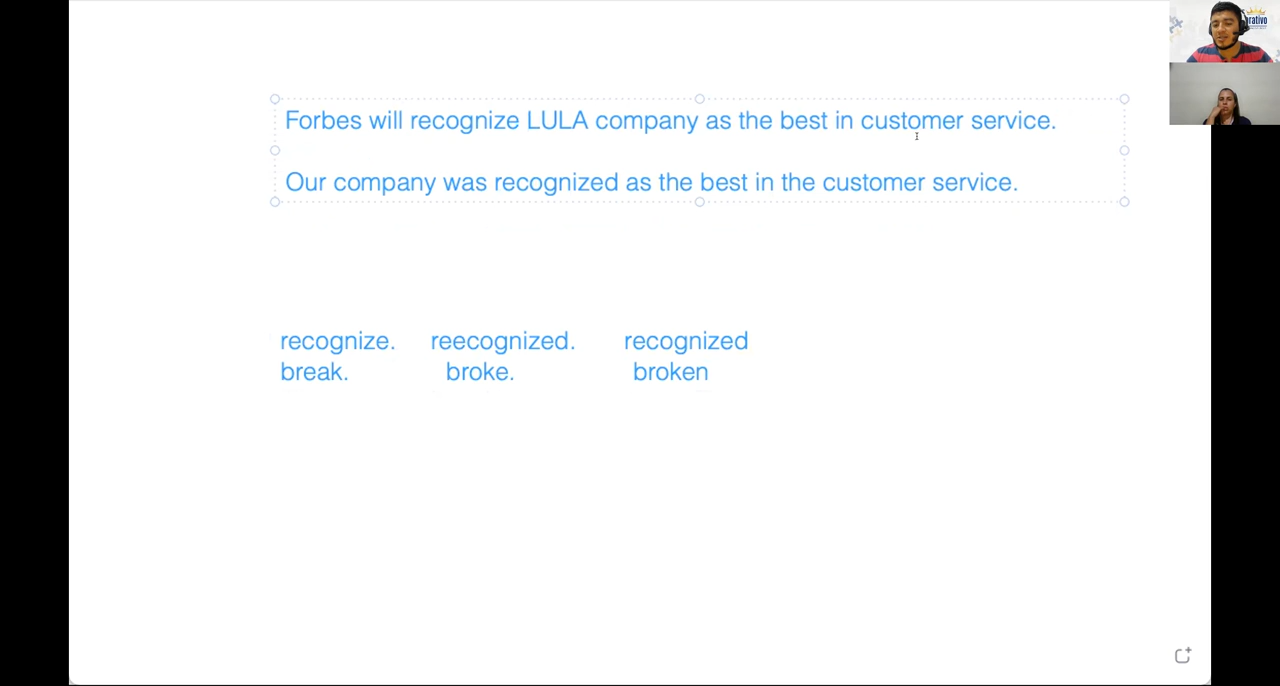 Forbes will recognize LULA company as the best in customer service.
Our company was recognized as the best in the customer service.
recognize. reecognized. recognized
break. broke. broken